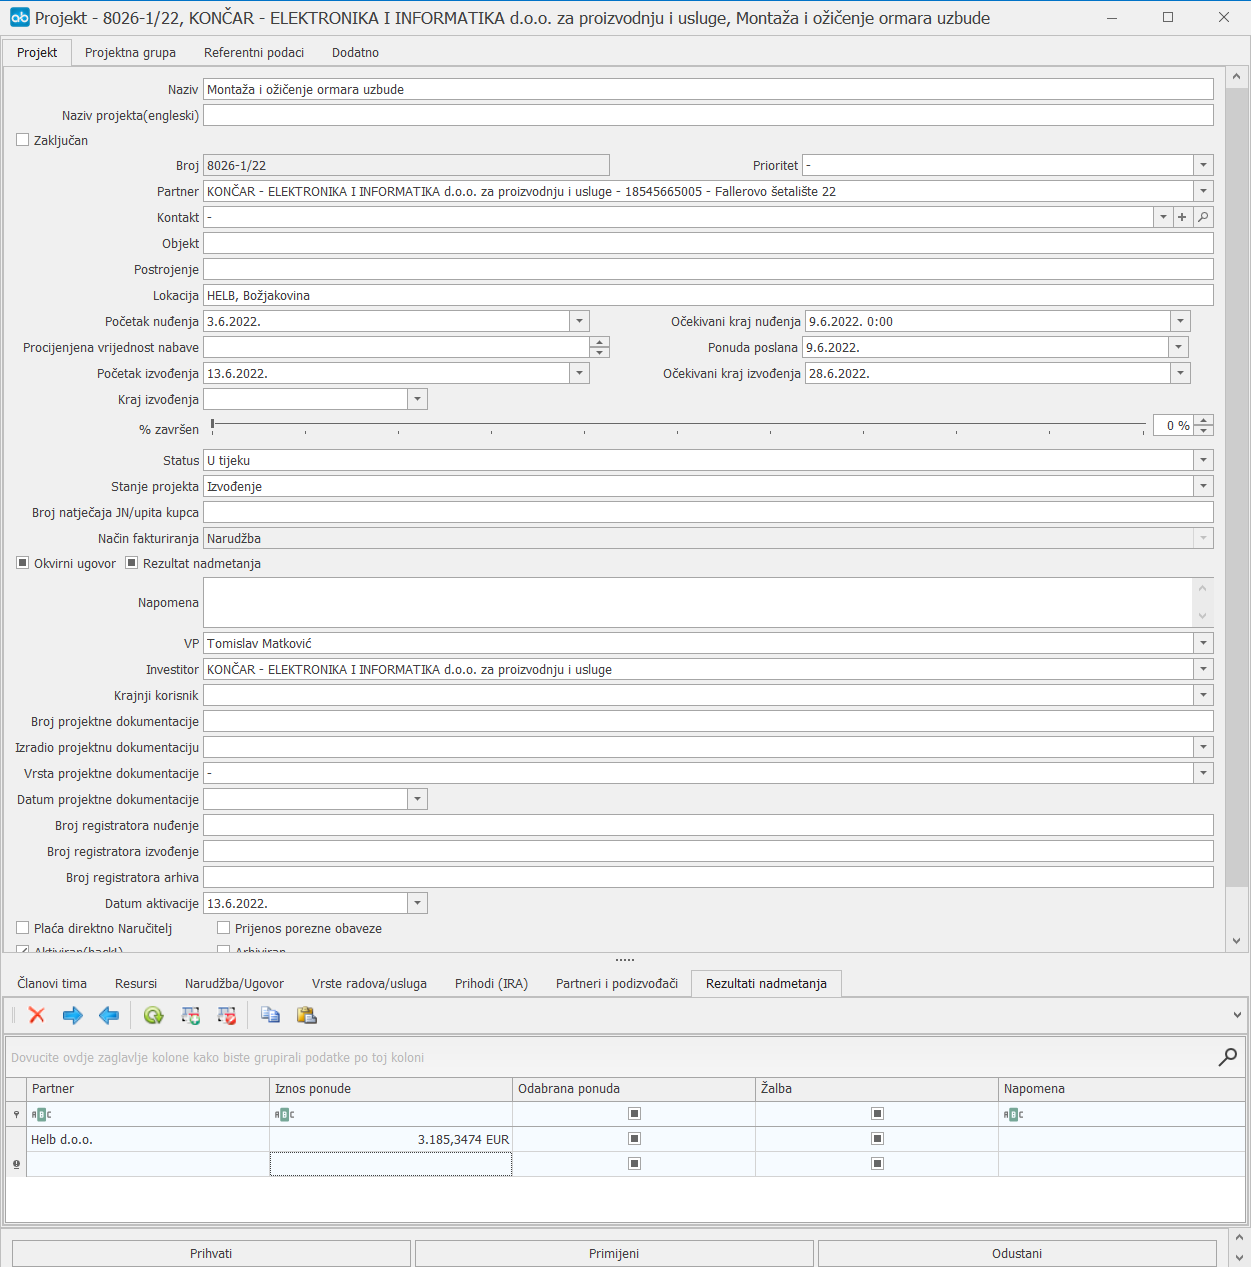 Projekt - 8026-1/22, KONČAR - ELEKTRONIKA I INFORMATIKA d.o.o. za proizvodnju i usluge, Montaža i ožičenje ormara uzbude
Projekt Projektna grupa Referentni podaci Dodatno
Naziv Montaža i ožičenje ormara uzbude
Naziv projekta(engleski)
Zaključan
Broj 8026-1/22 Prioritet -
Partner KONČAR - ELEKTRONIKA I INFORMATIKA d.o.o. za proizvodnju i usluge - 18545665005 - Fallerovo šetalište 22
Kontakt -
Objekt
Postrojenje
Lokacija HELB, Božjakovina
Početak nuđenja 3.6.2022. Očekivani kraj nuđenja 9.6.2022. 0:00
Procijenjena vrijednost nabave Ponuda poslana 9.6.2022.
Početak izvođenja 13.6.2022. Očekivani kraj izvođenja 28.6.2022.
Kraj izvođenja
% završen 0 %
Status U tijeku
Stanje projekta Izvođenje
Broj natječaja JN/upita kupca
Način fakturiranja Narudžba
Okvirni ugovor Rezultat nadmetanja
Napomena
VP Tomislav Matković
Investitor KONČAR - ELEKTRONIKA I INFORMATIKA d.o.o. za proizvodnju i usluge
Krajnji korisnik
Broj projektne dokumentacije
Izradio projektnu dokumentaciju
Vrsta projektne dokumentacije -
Datum projektne dokumentacije
Broj registratora nuđenje
Broj registratora izvođenje
Broj registratora arhiva
Datum aktivacije 13.6.2022.
Plaća direktno Naručitelj Prijenos porezne obaveze
Članovi tima Resursi Narudžba/Ugovor Vrste radova/usluga Prihodi (IRA) Partneri i podizvođači Rezultati nadmetanja
Dovucite ovdje zaglavlje kolone kako biste grupirali podatke po toj koloni
Partner Iznos ponude Odabrana ponuda Žalba Napomena
ABC ABC ABC
Helb d.o.o. 3.185,3474 EUR
Prihvati Primijeni Odustani